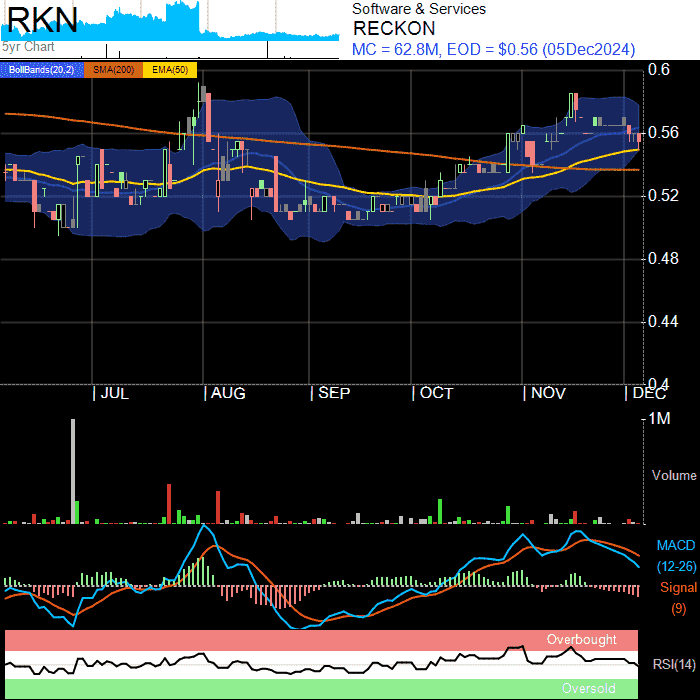 RKN
5yr Chart
Software & Services
RECKON
MC = 62.8M, EOD = $0.56 (05Dec2024)
BollBands(20,2) SMA(200) EMA(50)
0.6
0.56
0.52
0.48
0.44
0.4
JUL AUG SEP OCT NOV DEC
1M
Volume
MACD
(12-26)
Signal
(9)
Overbought
RSI(14)
Oversold